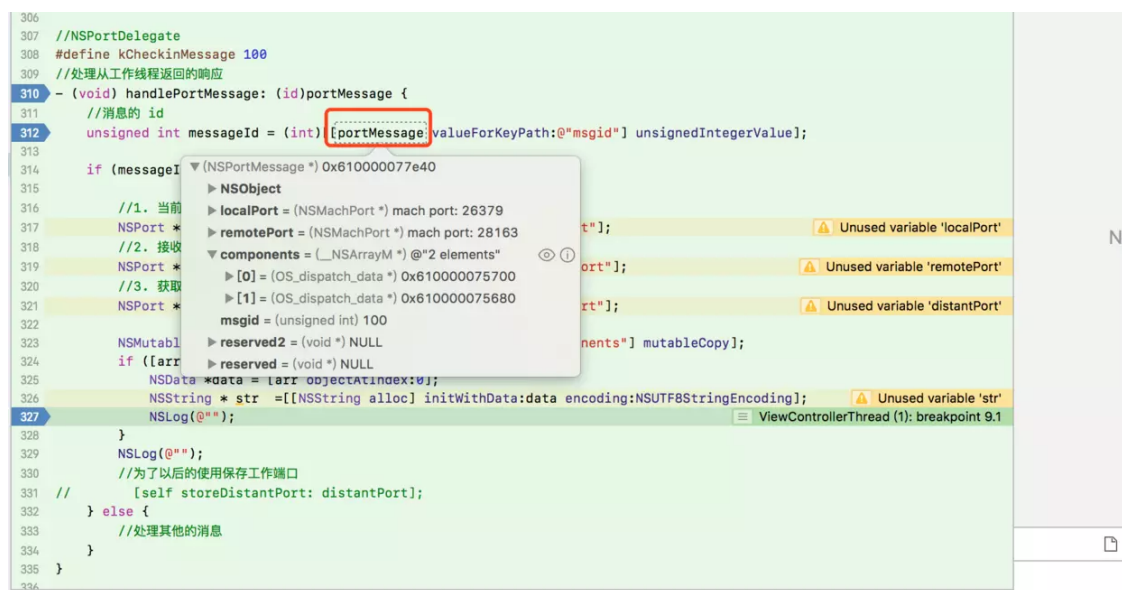 306
307 //NSPortDelegate
308 #define kCheckinMessage 100
309 //处理从工作线程返回的响应
310 - (void) handlePortMessage: (id)portMessage {
311 //消息的 id
312 unsigned int messageId = (int)[[portMessage valueForKeyPath:@"msgid"] unsignedIntegerValue];
313
314 if (messageI
315
316 //1. 当前
317 NSPort * t"]; Unused variable 'localPort'
318 //2. 接收
319 NSPort * ort"]; Unused variable 'remotePort'
320 //3. 获取
321 NSPort * rt"]; Unused variable 'distantPort'
322
323 NSMutabl nents"] mutableCopy];
324 if ([arr
325 NSData *data = [arr objectAtIndex:0];
326 NSString * str =[[NSString alloc] initWithData:data encoding:NSUTF8StringEncoding]; Unused variable 'str'
327 NSLog(@""); ViewControllerThread (1): breakpoint 9.1
328 }
329 NSLog(@"");
330 //为了以后的使用保存工作端口
331 // [self storeDistantPort: distantPort];
332 } else {
333 //处理其他的消息
334 }
335 }
336
(NSPortMessage *) 0x610000077e40
NSObject
localPort = (NSMachPort *) mach port: 26379
remotePort = (NSMachPort *) mach port: 28163
components = (__NSArrayM *) @"2 elements"
[0] = (OS_dispatch_data *) 0x610000075700
[1] = (OS_dispatch_data *) 0x610000075680
msgid = (unsigned int) 100
reserved2 = (void *) NULL
reserved = (void *) NULL
N